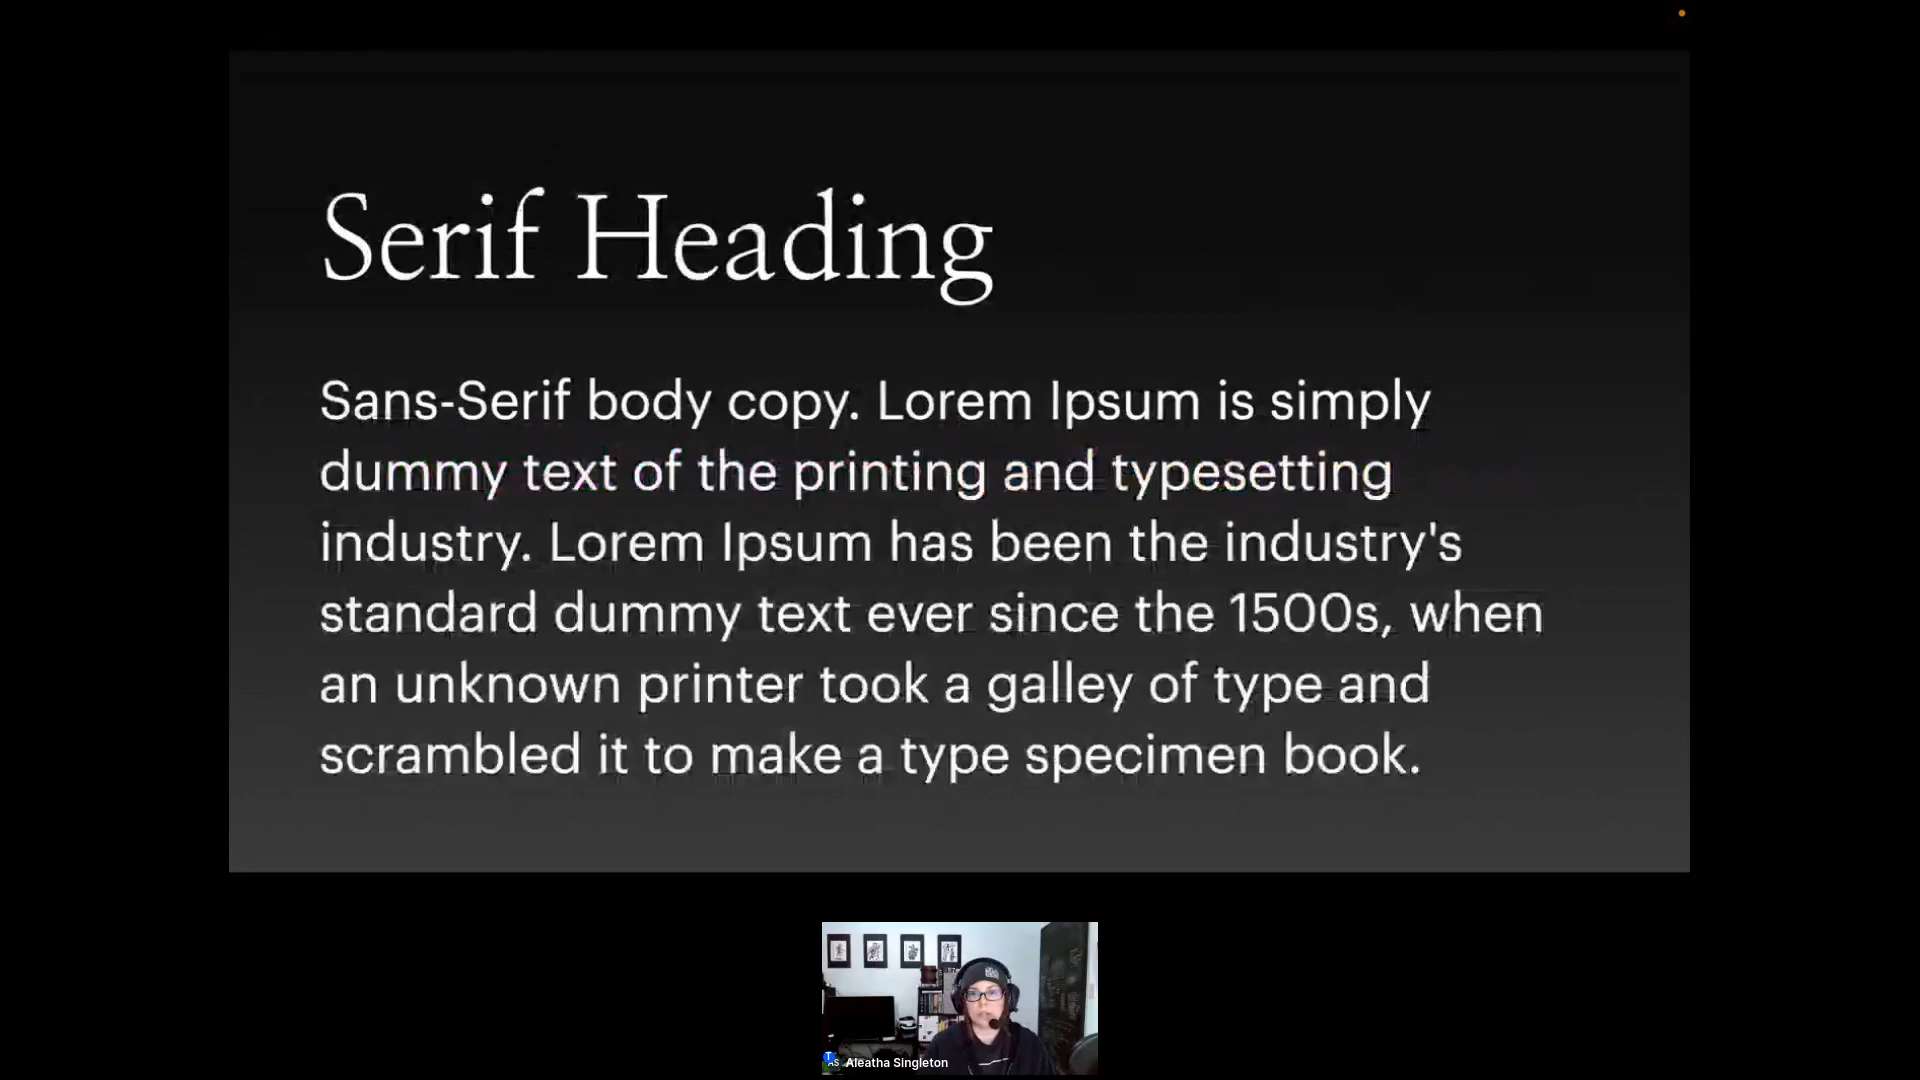 Serif Heading
Sans-Serif body copy. Lorem Ipsum is simply
dummy text of the printing and typesetting
industry. Lorem Ipsum has been the industry's
standard dummy text ever since the 1500s, when
an unknown printer took a galley of type and
scrambled it to make a type specimen book.
T
AS
Aleatha Singleton